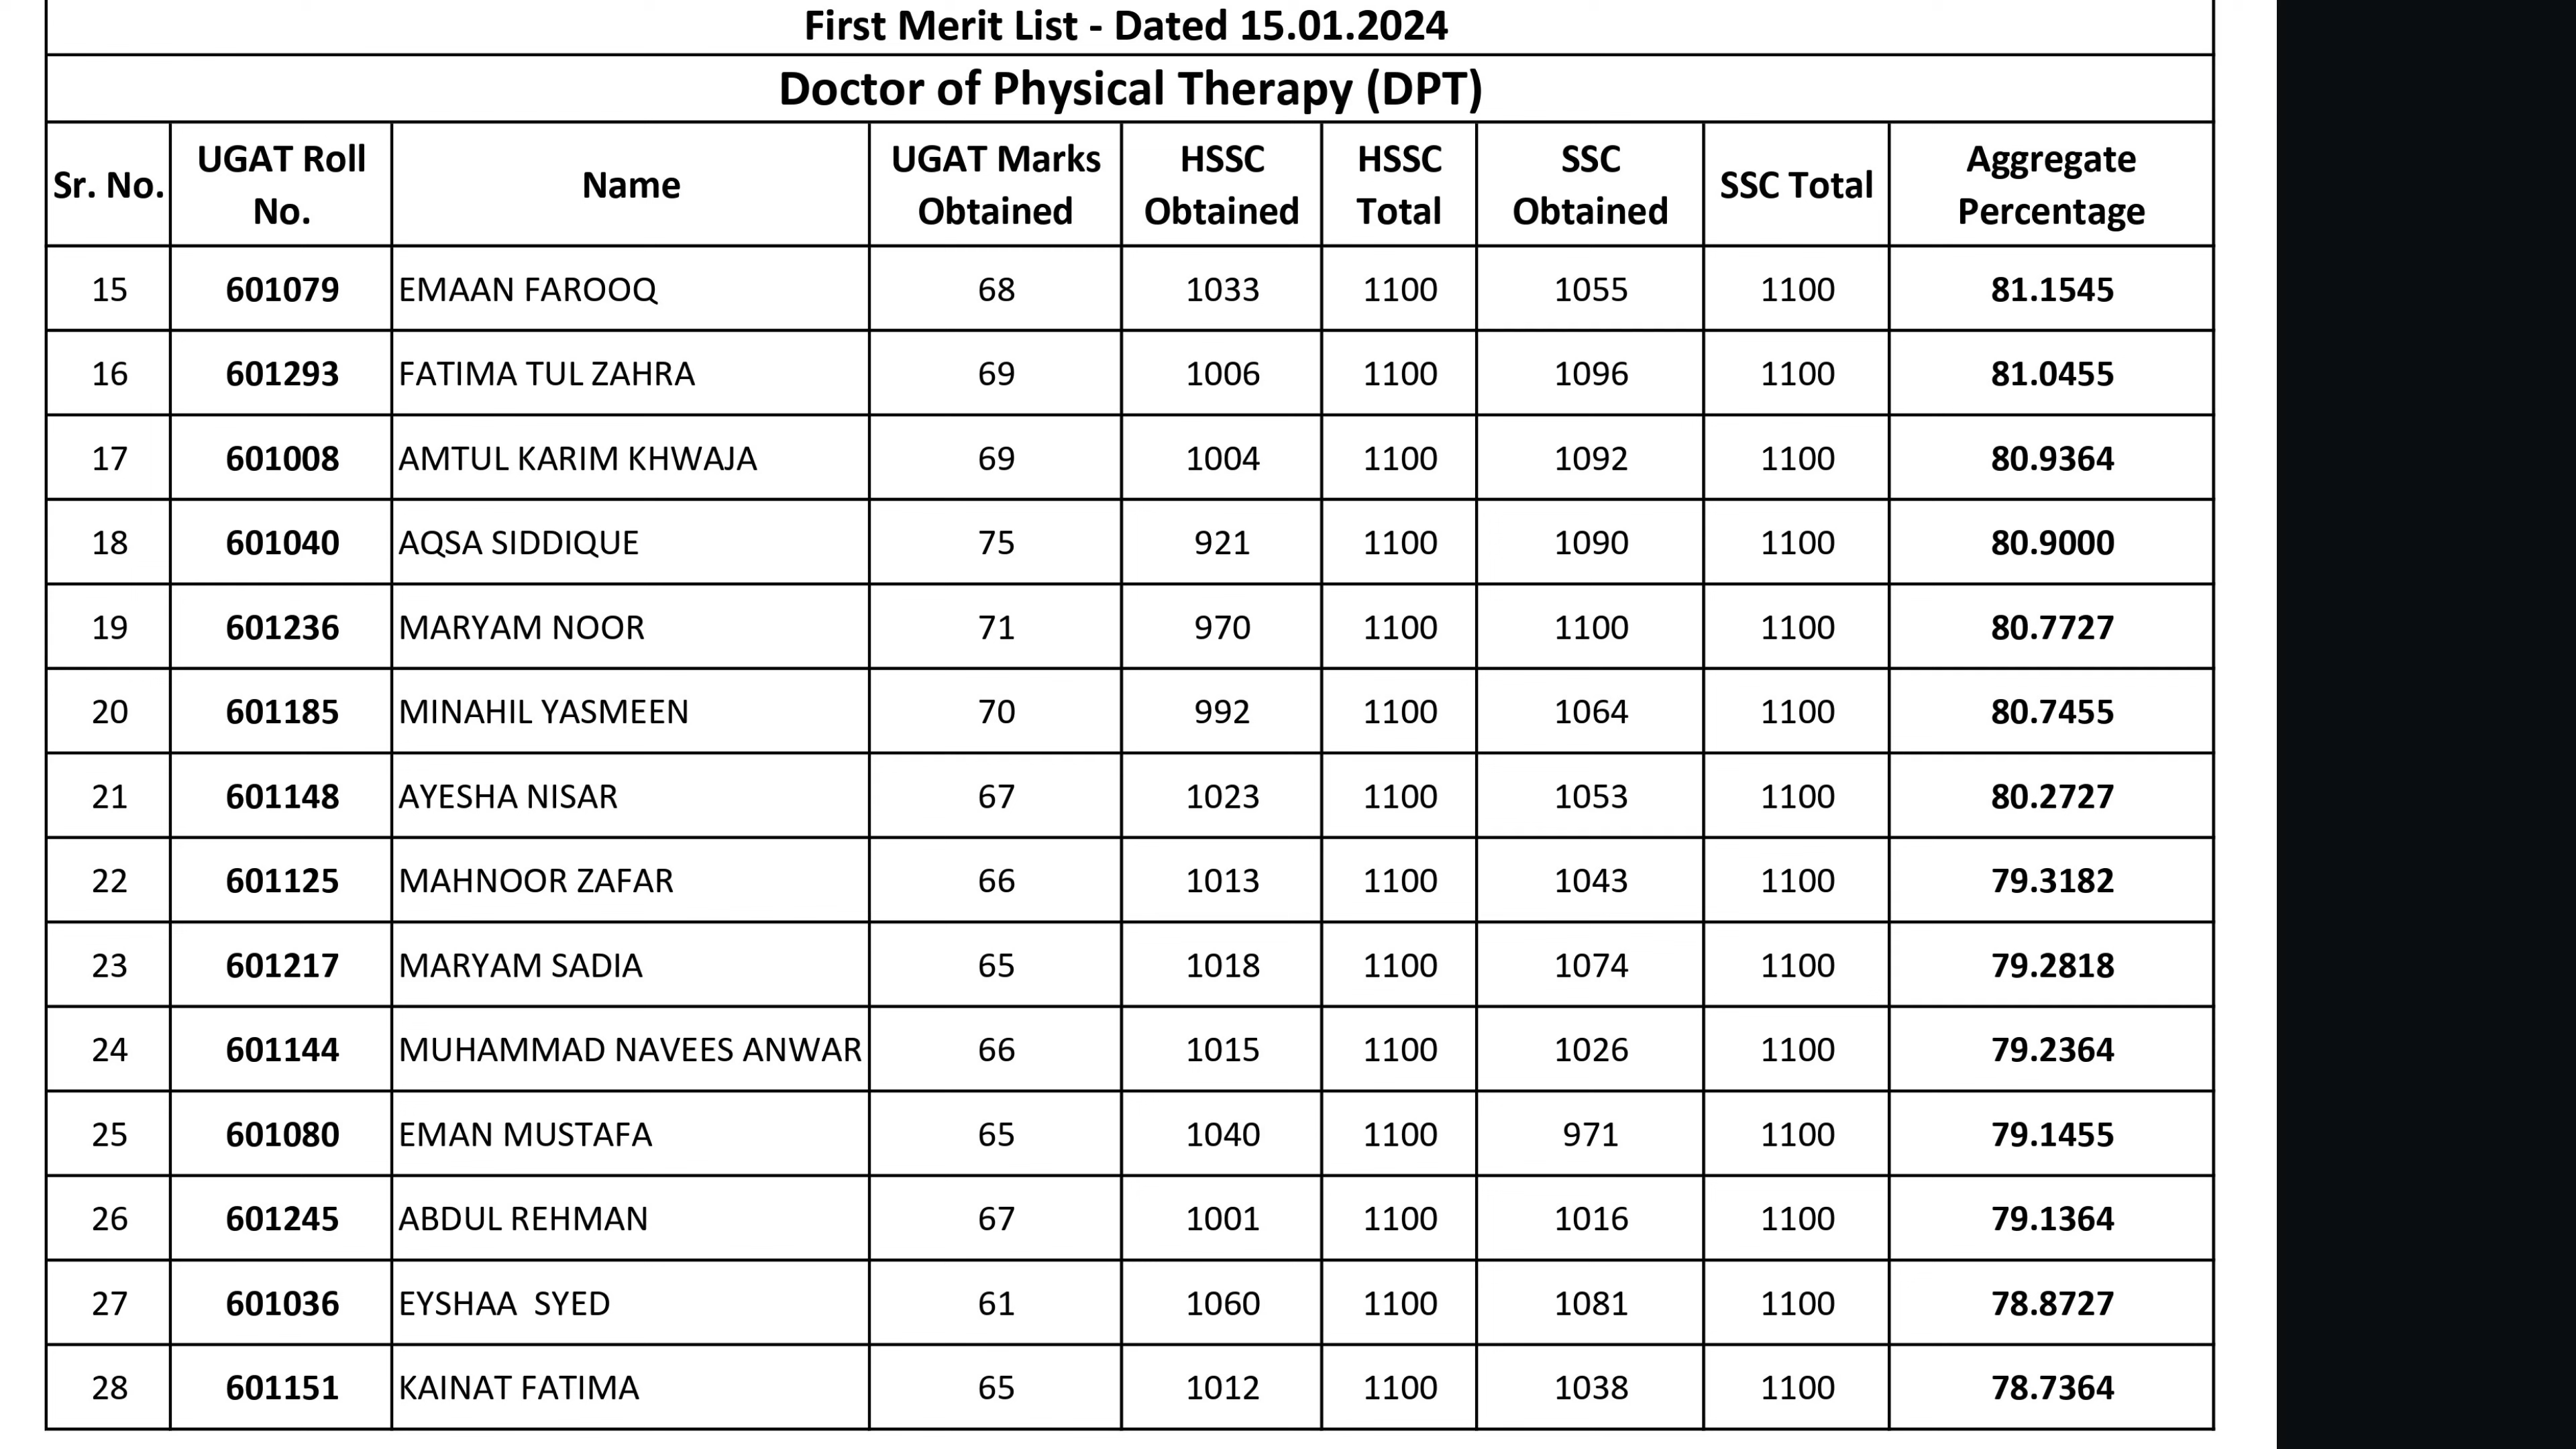 First Merit List - Dated 15.01.2024
Doctor of Physical Therapy (DPT)
Sr. No. UGAT Roll No. Name UGAT Marks Obtained HSSC Obtained HSSC Total SSC Obtained SSC Total Aggregate Percentage
15 601079 EMAAN FAROOQ 68 1033 1100 1055 1100 81.1545
16 601293 FATIMA TUL ZAHRA 69 1006 1100 1096 1100 81.0455
17 601008 AMTUL KARIM KHWAJA 69 1004 1100 1092 1100 80.9364
18 601040 AQSA SIDDIQUE 75 921 1100 1090 1100 80.9000
19 601236 MARYAM NOOR 71 970 1100 1100 1100 80.7727
20 601185 MINAHIL YASMEEN 70 992 1100 1064 1100 80.7455
21 601148 AYESHA NISAR 67 1023 1100 1053 1100 80.2727
22 601125 MAHNOOR ZAFAR 66 1013 1100 1043 1100 79.3182
23 601217 MARYAM SADIA 65 1018 1100 1074 1100 79.2818
24 601144 MUHAMMAD NAVEES ANWAR 66 1015 1100 1026 1100 79.2364
25 601080 EMAN MUSTAFA 65 1040 1100 971 1100 79.1455
26 601245 ABDUL REHMAN 67 1001 1100 1016 1100 79.1364
27 601036 EYSHAA  SYED 61 1060 1100 1081 1100 78.8727
28 601151 KAINAT FATIMA 65 1012 1100 1038 1100 78.7364